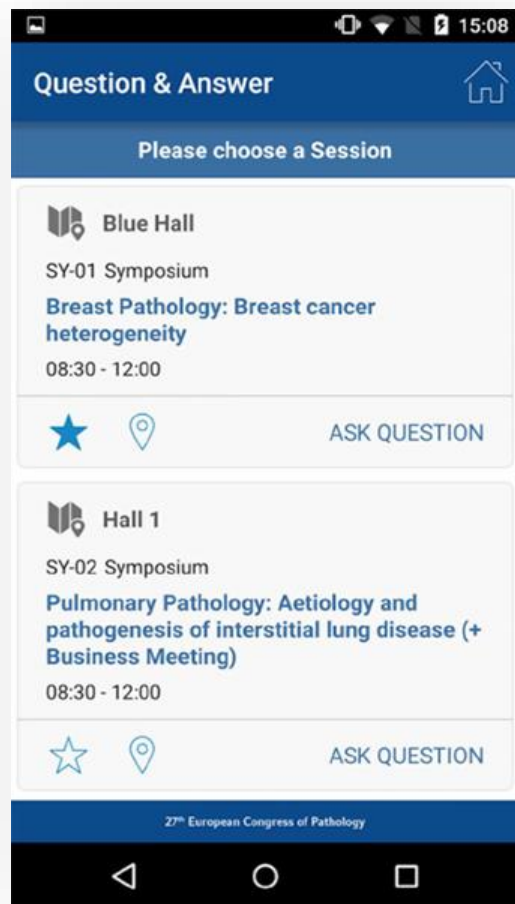 15:08
Question & Answer
Please choose a Session
Blue Hall
SY-01 Symposium
Breast Pathology: Breast cancer
heterogeneity
08:30 - 12:00
ASK QUESTION
Hall 1
SY-02 Symposium
Pulmonary Pathology: Aetiology and
pathogenesis of interstitial lung disease (+
Business Meeting)
08:30 - 12:00
ASK QUESTION
27th European Congress of Pathology